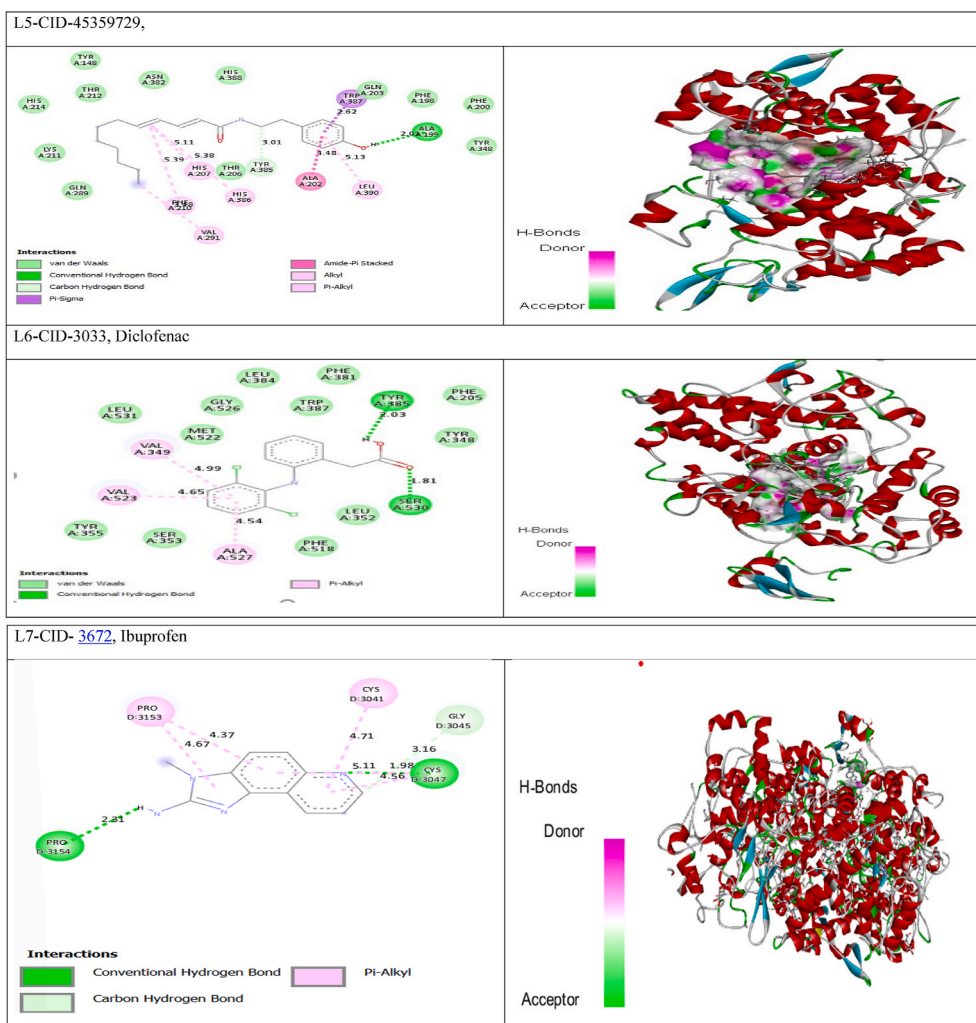 L5-CID-45359729,
TYR A:148
ASN A:382
HIS A:388
THR A:212
HIS A:214
TRP A:387
GLN A:203
PHE A:198
PHE A:200
2.62
ALA A:299
TYR A:348
LYS A:211
5.11
3.01
5.38
5.39
HIS A:207
THR A:206
TYR A:385
4.48
5.13
H
GLN A:289
ALA A:202
LEU A:390
PHE A:210
HIS A:386
VAL A:291
Interactions
van der Waals
Conventional Hydrogen Bond
Carbon Hydrogen Bond
Pi-Sigma
Amide-Pi Stacked
Alkyl
Pi-Alkyl
H-Bonds
Donor
Acceptor
L6-CID-3033, Diclofenac
LEU A:384
PHE A:381
TYR A:385
PHE A:205
LEU A:531
GLY A:526
TRP A:387
2.03
MET A:522
TYR A:348
VAL A:349
H
4.99
1.81
VAL A:523
4.65
SER A:530
4.54
LEU A:352
TYR A:355
SER A:353
ALA A:527
PHE A:518
Interactions
van der Waals
Conventional Hydrogen Bond
Pi-Alkyl
H-Bonds
Donor
Acceptor
L7-CID- 3672, Ibuprofen
PRO D:3153
CYS D:3041
GLY D:3045
4.37
4.67
4.71
3.16
5.11
1.98
4.56
CYS D:3047
N
N
H
N
2.31
PRO D:3154
Interactions
Conventional Hydrogen Bond
Carbon Hydrogen Bond
Pi-Alkyl
H-Bonds
Donor
Acceptor